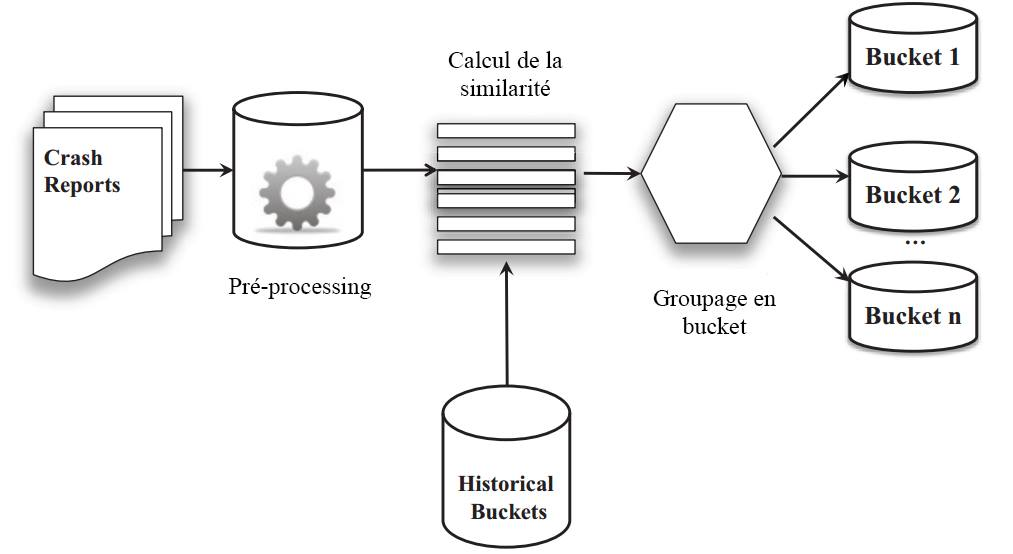 Crash
Reports
Pré-processing
Calcul de la
similarité
Historical
Buckets
Groupage en
bucket
Bucket 1
Bucket 2
...
Bucket n